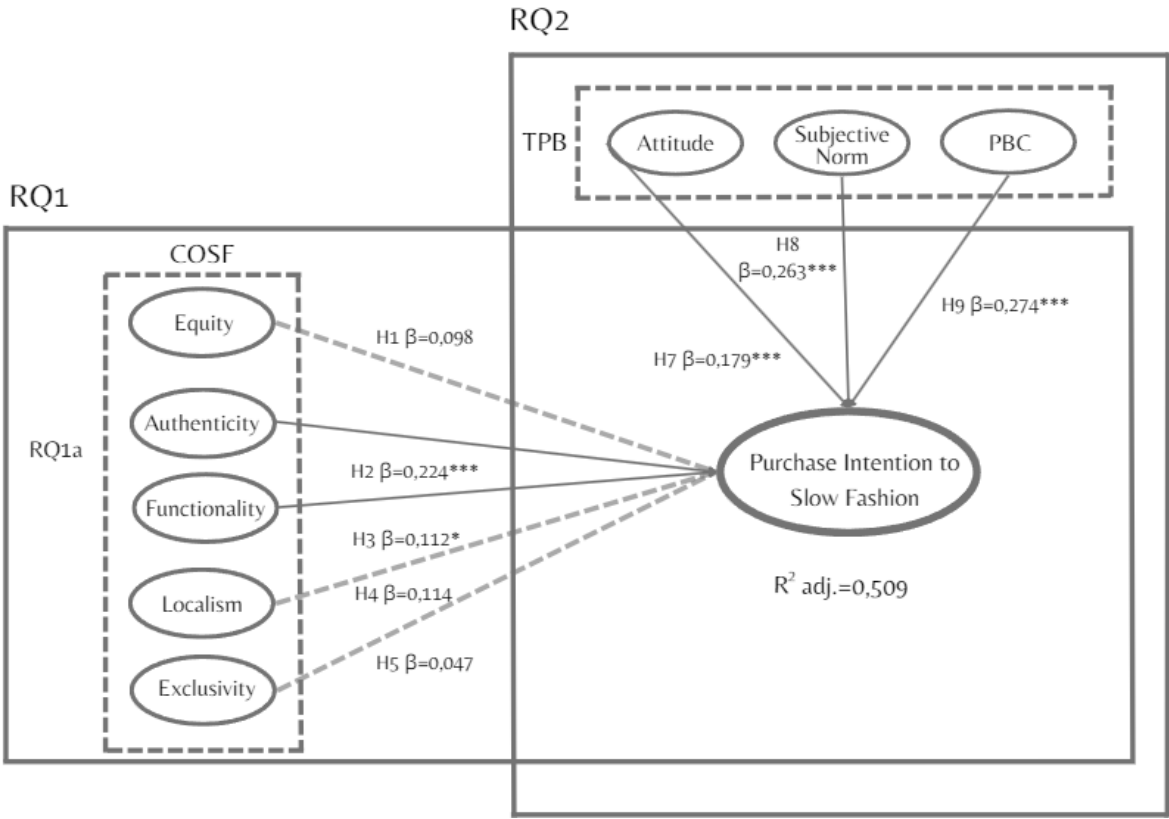 RQ2
TPB
Attitude
Subjective
Norm
PBC
RQ1
COSF
Equity
Authenticity
RQ1a
Functionality
Localism
Exclusivity
H1 β=0,098
H2 β=0,224***
H3 β=0,112*
H4 β=0,114
H5 β=0,047
H8
β=0,263***
H7 β=0,179***
H9 β=0,274***
Purchase Intention to
Slow Fashion
R² adj.=0,509